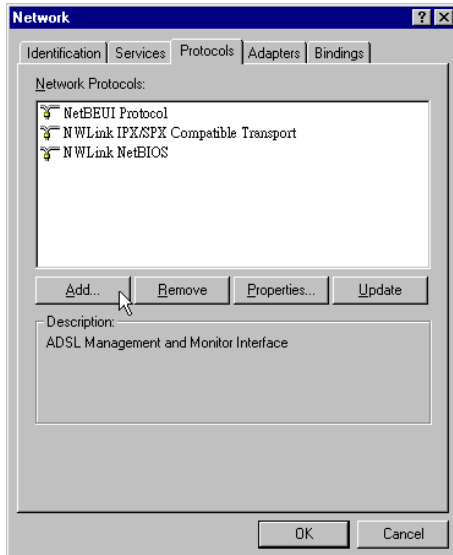 Network
Identification Services Protocols Adapters Bindings
Network Protocols:
NetBEUI Protocol
NWLink IPX/SPX Compatible Transport
NWLink NetBIOS
Add... Remove Properties... Update
Description:
ADSL Management and Monitor Interface
OK Cancel